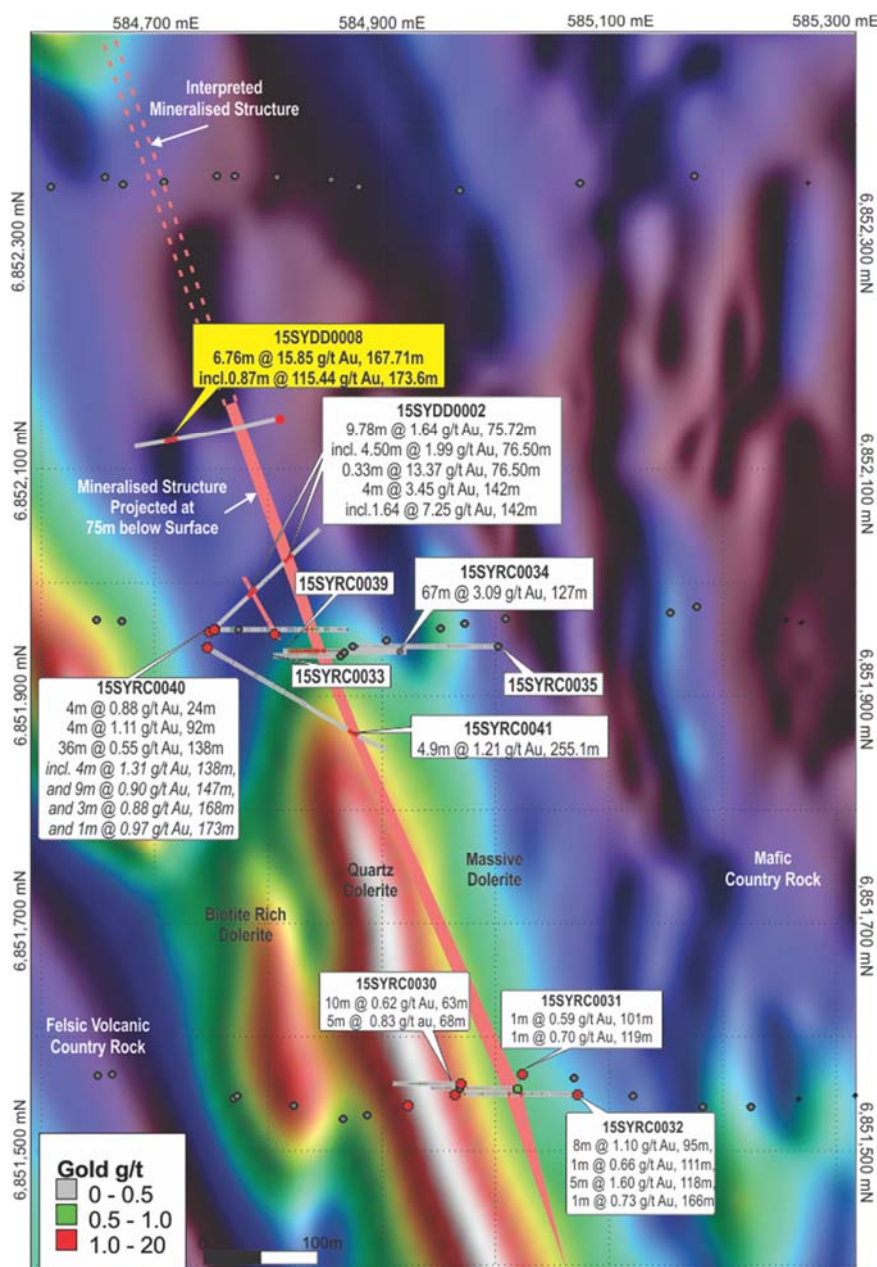 584,700 mE
584,900 mE
585,100 mE
585,300 mE
Interpreted
Mineralised Structure
6,852,300 mN
6,852,300 mN
15SYDD0008
6.76m @ 15.85 g/t Au, 167.71m
incl.0.87m @ 115.44 g/t Au, 173.6m
15SYDD0002
9.78m @ 1.64 g/t Au, 75.72m
incl. 4.50m @ 1.99 g/t Au, 76.50m
0.33m @ 13.37 g/t Au, 76.50m
4m @ 3.45 g/t Au, 142m
incl.1.64 @ 7.25 g/t Au, 142m
6,852,100 mN
6,852,100 mN
Mineralised Structure
Projected at
75m below Surface
15SYRC0039
15SYRC0034
67m @ 3.09 g/t Au, 127m
15SYRC0033
15SYRC0035
6,851,900 mN
6,851,900 mN
15SYRC0040
4m @ 0.88 g/t Au, 24m
4m @ 1.11 g/t Au, 92m
36m @ 0.55 g/t Au, 138m
incl. 4m @ 1.31 g/t Au, 138m,
and 9m @ 0.90 g/t Au, 147m,
and 3m @ 0.88 g/t Au, 168m
and 1m @ 0.97 g/t Au, 173m
15SYRC0041
4.9m @ 1.21 g/t Au, 255.1m
Quartz
Dolerite
Massive
Dolerite
Mafic
Country Rock
Biotite Rich
Dolerite
6,851,700 mN
6,851,700 mN
15SYRC0030
10m @ 0.62 g/t Au, 63m
5m @ 0.83 g/t au, 68m
15SYRC0031
1m @ 0.59 g/t Au, 101m
1m @ 0.70 g/t Au, 119m
Felsic Volcanic
Country Rock
15SYRC0032
8m @ 1.10 g/t Au, 95m,
1m @ 0.66 g/t Au, 111m,
5m @ 1.60 g/t Au, 118m,
1m @ 0.73 g/t Au, 166m
6,851,500 mN
6,851,500 mN
Gold g/t
0 - 0.5
0.5 - 1.0
1.0 - 20
100m